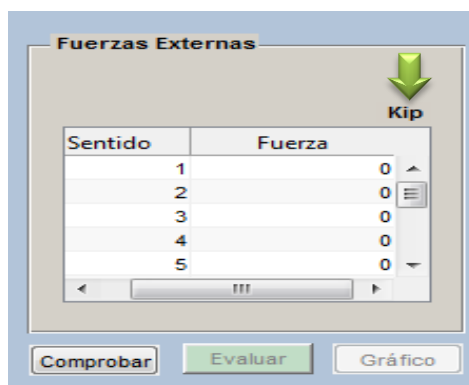 Fuerzas Externas
Kip
Sentido Fuerza
1 0
2 0
3 0
4 0
5 0
Comprobar Evaluar Gráfico